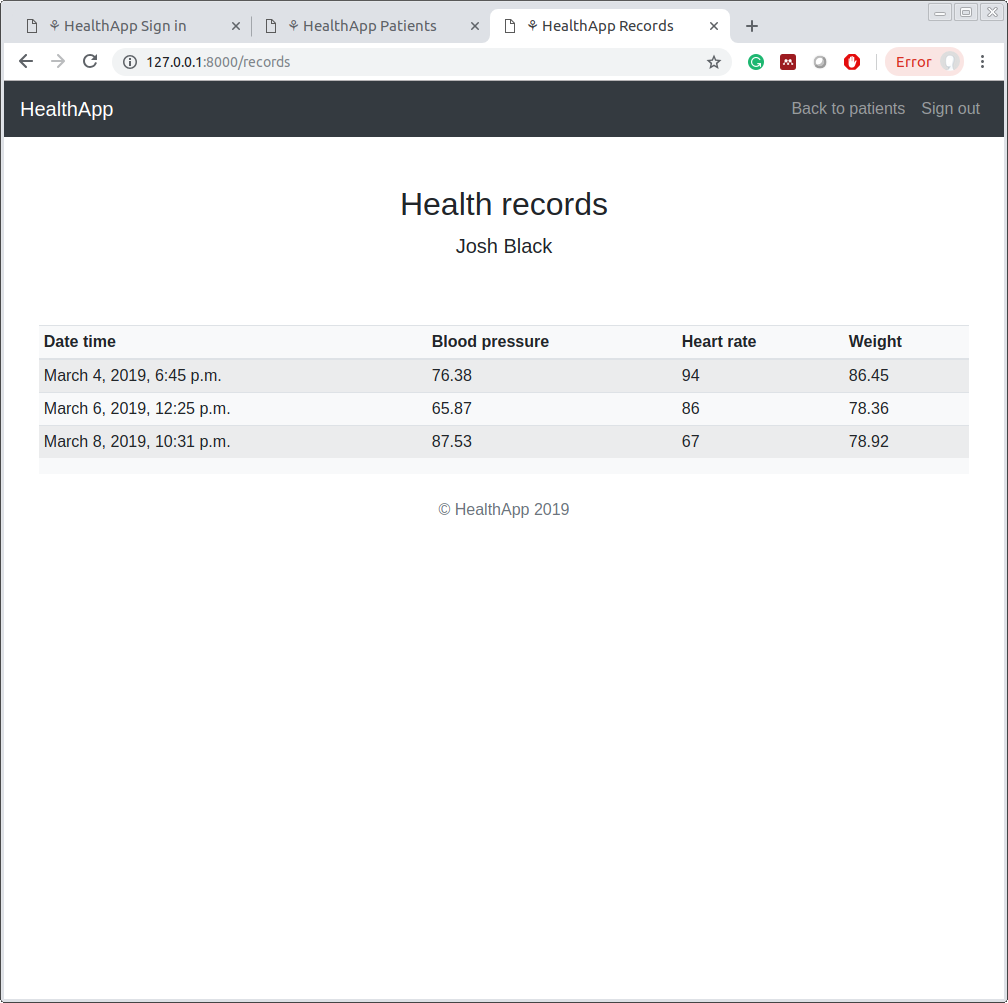 ⚘ HealthApp Sign in ⚘ HealthApp Patients ⚘ HealthApp Records
127.0.0.1:8000/records Error
HealthApp Back to patients Sign out
Health records
Josh Black
Date time Blood pressure Heart rate Weight
March 4, 2019, 6:45 p.m. 76.38 94 86.45
March 6, 2019, 12:25 p.m. 65.87 86 78.36
March 8, 2019, 10:31 p.m. 87.53 67 78.92
© HealthApp 2019